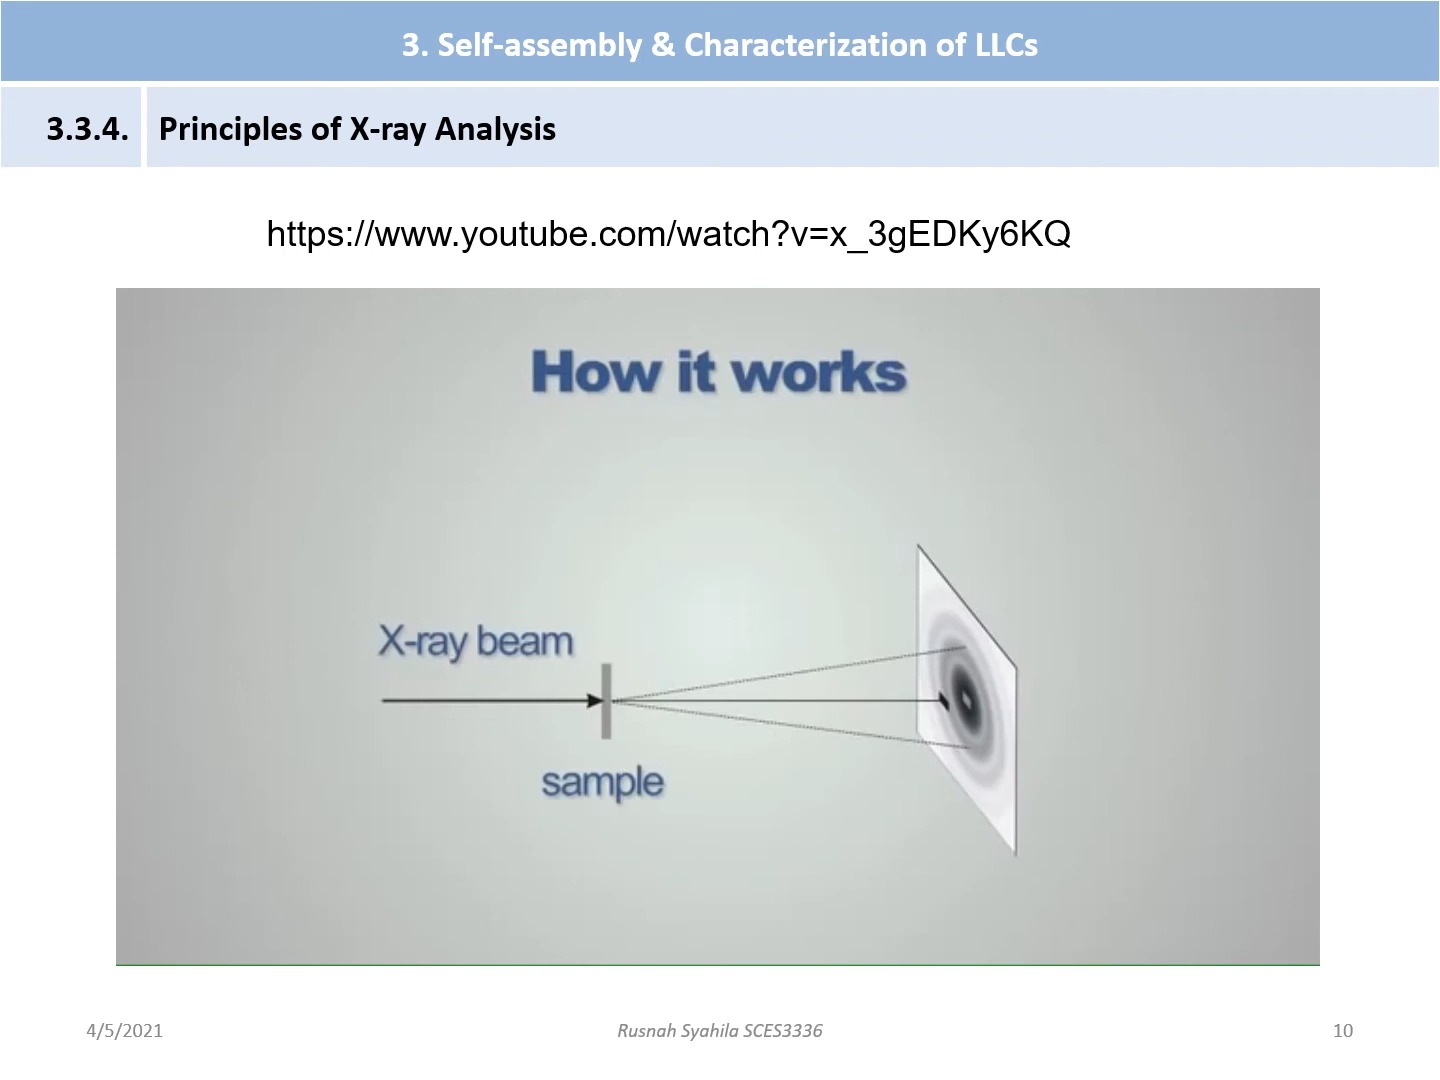 3. Self-assembly & Characterization of LLCs
3.3.4. Principles of X-ray Analysis
https://www.youtube.com/watch?v=x_3gEDKy6KQ
How it works
X-ray beam
sample
4/5/2021 Rusnah Syahila SCES3336 10